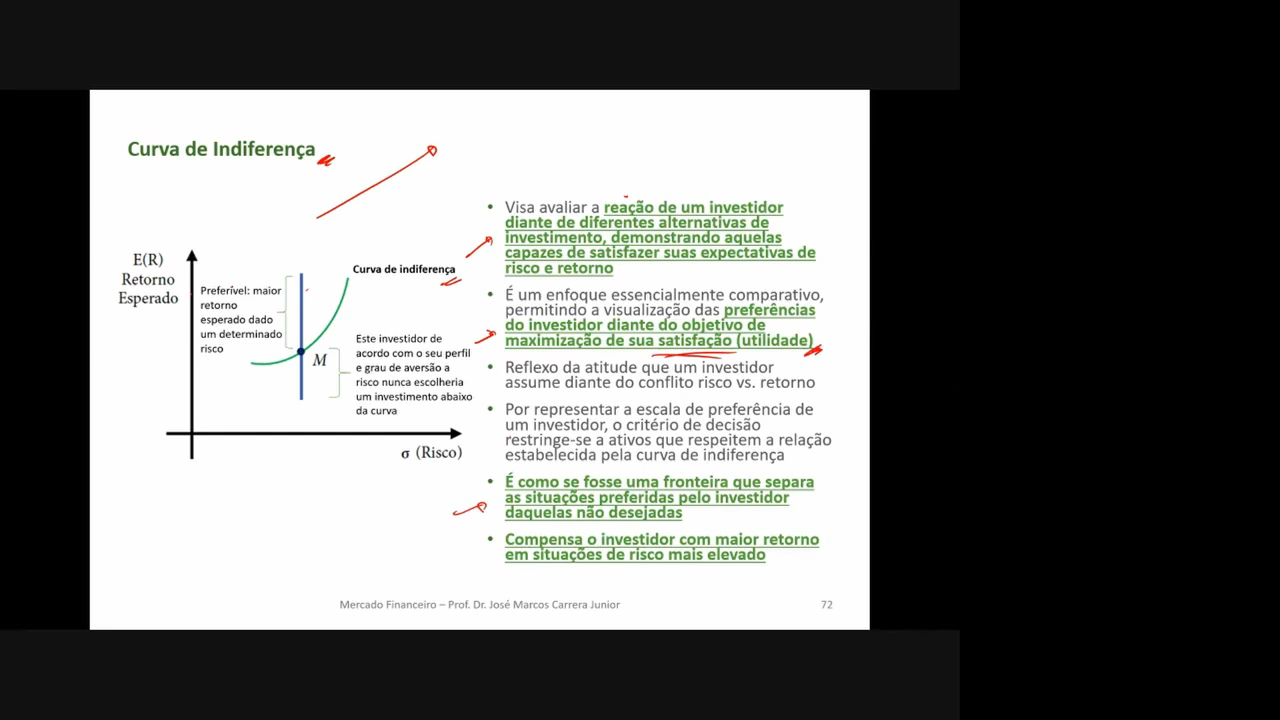 Curva de Indiferença
E(R)
Retorno
Esperado
Preferível: maior
retorno
esperado dado
um determinado
risco
Curva de indiferença
M
Este investidor de
acordo com o seu perfil
e grau de aversão a
risco nunca escolheria
um investimento abaixo
da curva
σ (Risco)
• Visa avaliar a reação de um investidor
diante de diferentes alternativas de
investimento, demonstrando aquelas
capazes de satisfazer suas expectativas de
risco e retorno
• É um enfoque essencialmente comparativo,
permitindo a visualização das preferências
do investidor diante do objetivo de
maximização de sua satisfação (utilidade)
• Reflexo da atitude que um investidor
assume diante do conflito risco vs. retorno
• Por representar a escala de preferência de
um investidor, o critério de decisão
restringe-se a ativos que respeitem a relação
estabelecida pela curva de indiferença
• É como se fosse uma fronteira que separa
as situações preferidas pelo investidor
daquelas não desejadas
• Compensa o investidor com maior retorno
em situações de risco mais elevado
Mercado Financeiro – Prof. Dr. José Marcos Carrera Junior
72